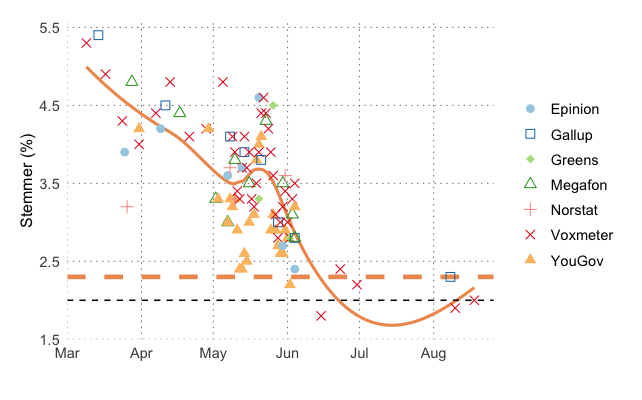 Stemmer (%)
5.5
4.5
3.5
2.5
1.5
Mar Apr May Jun Jul Aug
Epinion
Gallup
Greens
Megafon
Norstat
Voxmeter
YouGov